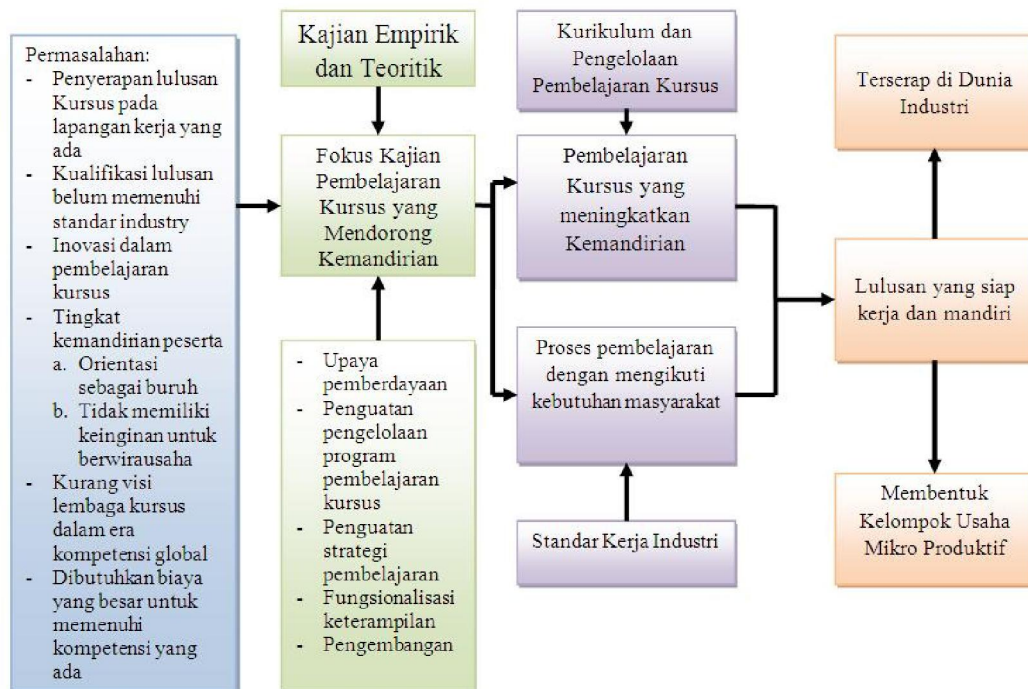 Permasalahan:
- Penyerapan lulusan
Kursus pada
lapangan kerja yang
ada
- Kualifikasi lulusan
belum memenuhi
standar industry
- Inovasi dalam
pembelajaran
kursus
- Tingkat
kemandirian peserta
a. Orientasi
sebagai buruh
b. Tidak memiliki
keinginan untuk
berwirausaha
- Kurang visi
lembaga kursus
dalam era
kompetensi global
- Dibutuhkan biaya
yang besar untuk
memenuhi
kompetensi yang
ada
Kajian Empirik
dan Teoritik
Fokus Kajian
Pembelajaran
Kursus yang
Mendorong
Kemandirian
- Upaya
pemberdayaan
- Penguatan
pengelolaan
program
pembelajaran
kursus
- Penguatan
strategi
pembelajaran
- Fungsionalisasi
keterampilan
- Pengembangan
Kurikulum dan
Pengelolaan
Pembelajaran Kursus
Pembelajaran
Kursus yang
meningkatkan
Kemandirian
Proses pembelajaran
dengan mengikuti
kebutuhan masyarakat
Standar Kerja Industri
Terserap di Dunia
Industri
Lulusan yang siap
kerja dan mandiri
Membentuk
Kelompok Usaha
Mikro Produktif